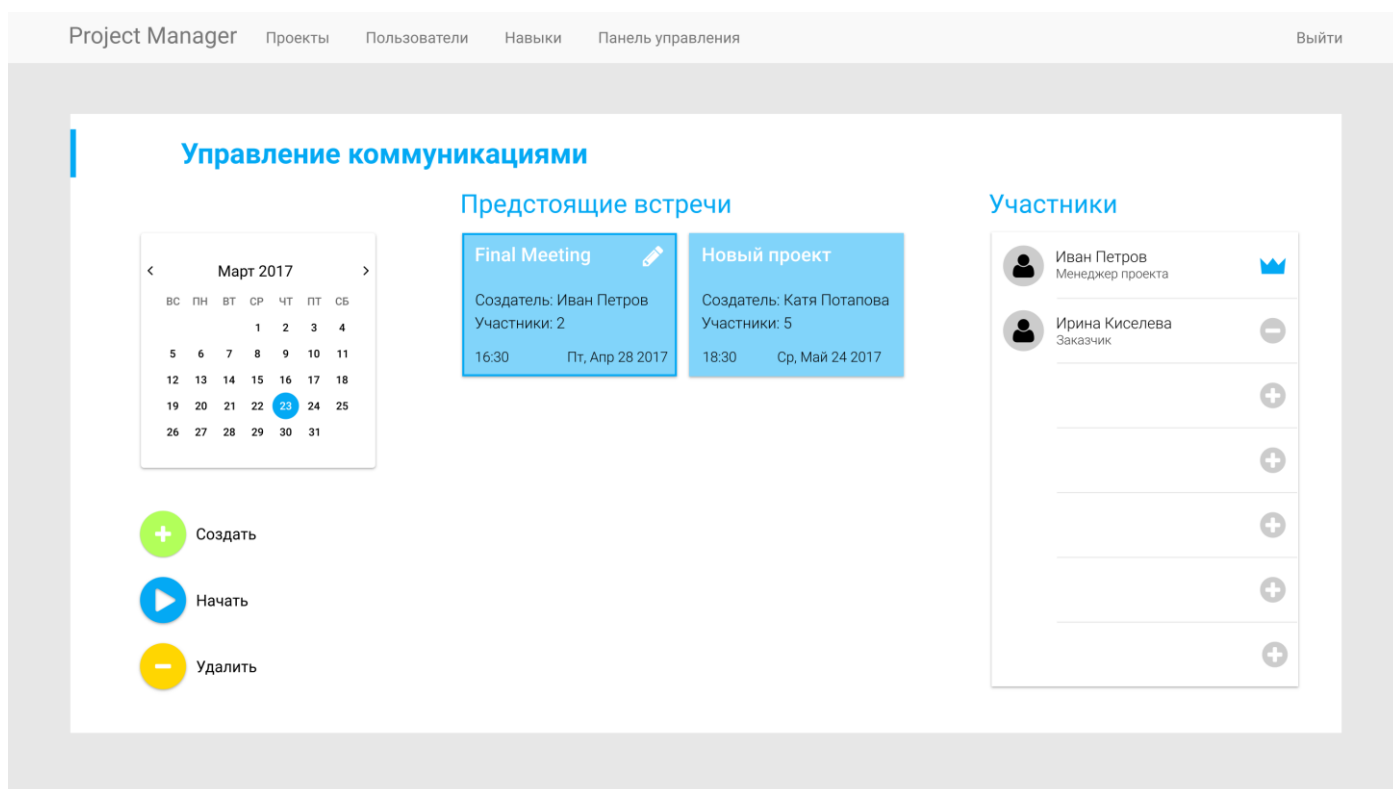 Project Manager Проекты Пользователи Навыки Панель управления Выйти
Управление коммуникациями
Март 2017
ВС ПН ВТ СР ЧТ ПТ СБ
1 2 3 4
5 6 7 8 9 10 11
12 13 14 15 16 17 18
19 20 21 22 23 24 25
26 27 28 29 30 31
Создать
Начать
Удалить
Предстоящие встречи
Final Meeting
Создатель: Иван Петров
Участники: 2
16:30 Пт, Апр 28 2017
Новый проект
Создатель: Катя Потапова
Участники: 5
18:30 Ср, Май 24 2017
Участники
Иван Петров
Менеджер проекта
Ирина Киселева
Заказчик